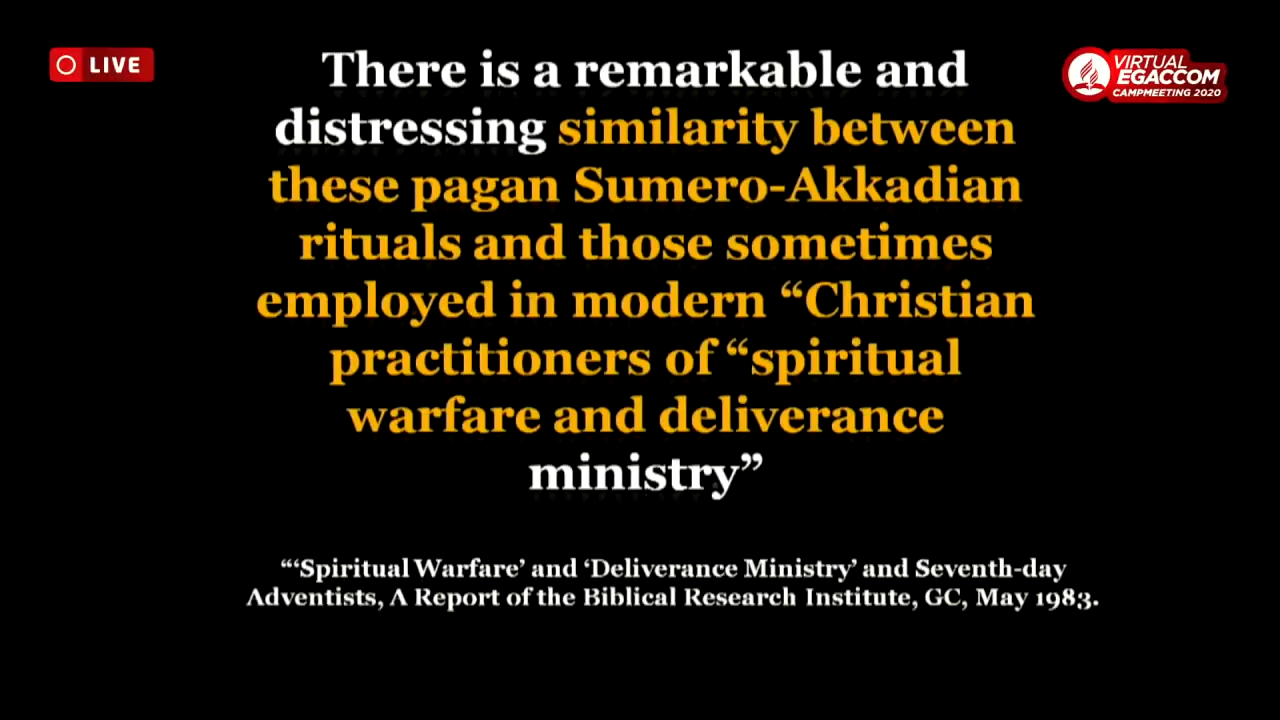 LIVE
VIRTUAL
EGACCOM
CAMPMEETING 2020
There is a remarkable and
distressing similarity between
these pagan Sumero-Akkadian
rituals and those sometimes
employed in modern “Christian
practitioners of “spiritual
warfare and deliverance
ministry”
“‘Spiritual Warfare’ and ‘Deliverance Ministry’ and Seventh-day
Adventists, A Report of the Biblical Research Institute, GC, May 1983.